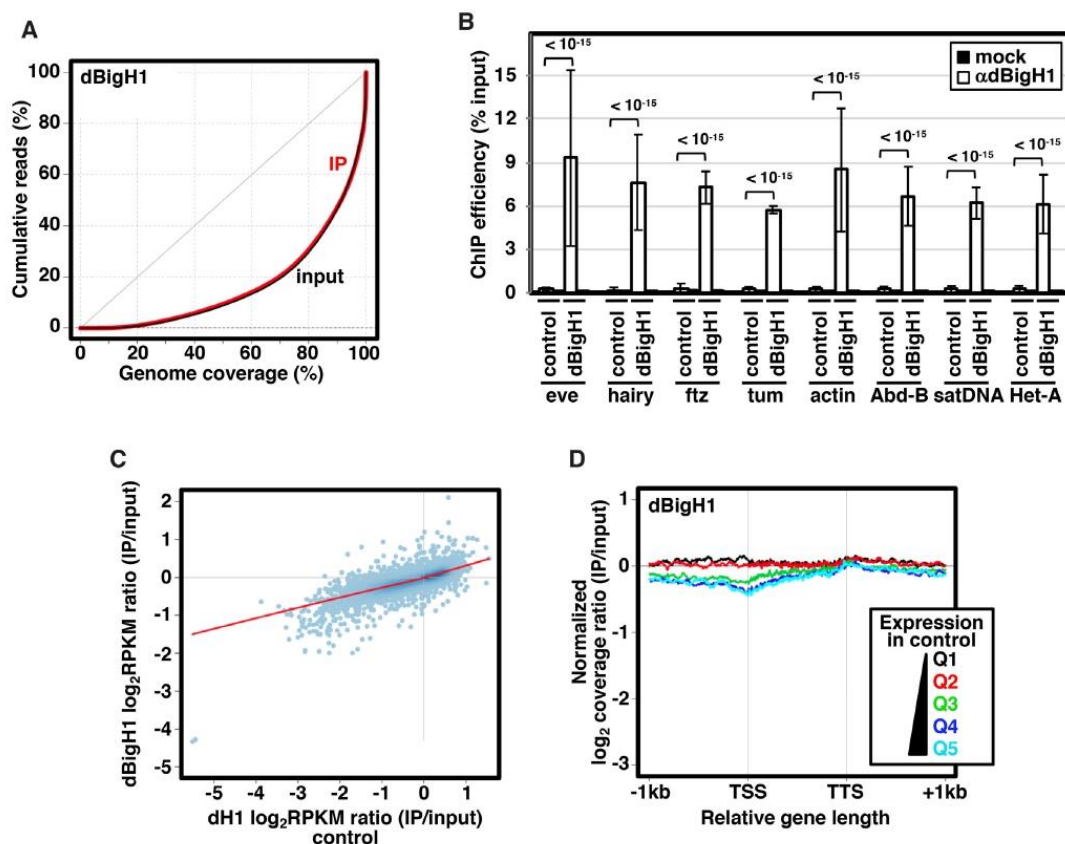 A
dBigH1
Cumulative reads (%)
100
80
60
40
20
0
IP
input
0 20 40 60 80 100
Genome coverage (%)
B
ChIP efficiency (% input)
15
12
9
6
3
0
mock
αdBigH1
< 10-15
< 10-15
< 10-15
< 10-15
< 10-15
< 10-15
< 10-15
< 10-15
control dBigH1 control dBigH1 control dBigH1 control dBigH1 control dBigH1 control dBigH1 control dBigH1 control dBigH1
eve hairy ftz tum actin Abd-B satDNA Het-A
C
dBigH1 log2RPKM ratio (IP/input)
2
1
0
-1
-2
-3
-4
-5
-5 -4 -3 -2 -1 0 1
dH1 log2RPKM ratio (IP/input)
control
D
dBigH1
Normalized
log2 coverage ratio (IP/input)
1
0
-1
-2
-3
Expression
in control
Q1
Q2
Q3
Q4
Q5
-1kb TSS TTS +1kb
Relative gene length